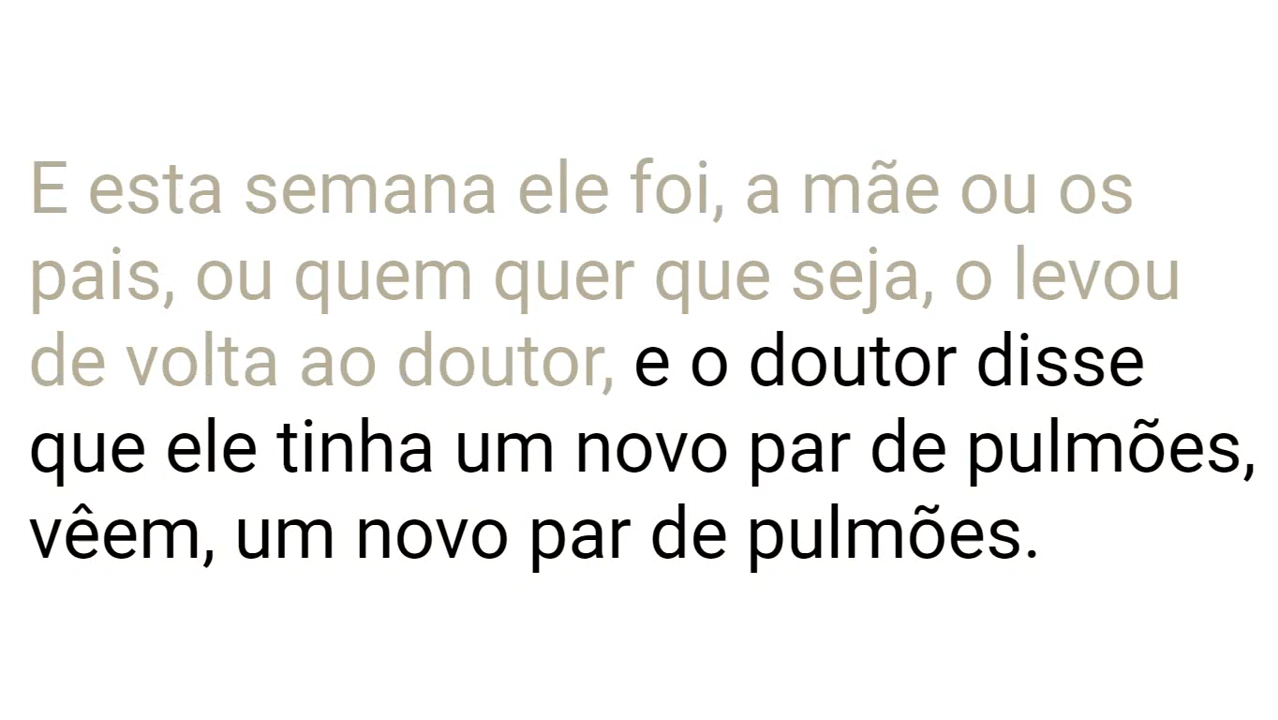 E esta semana ele foi, a mãe ou os
pais, ou quem quer que seja, o levou
de volta ao doutor, e o doutor disse
que ele tinha um novo par de pulmões,
vêem, um novo par de pulmões.